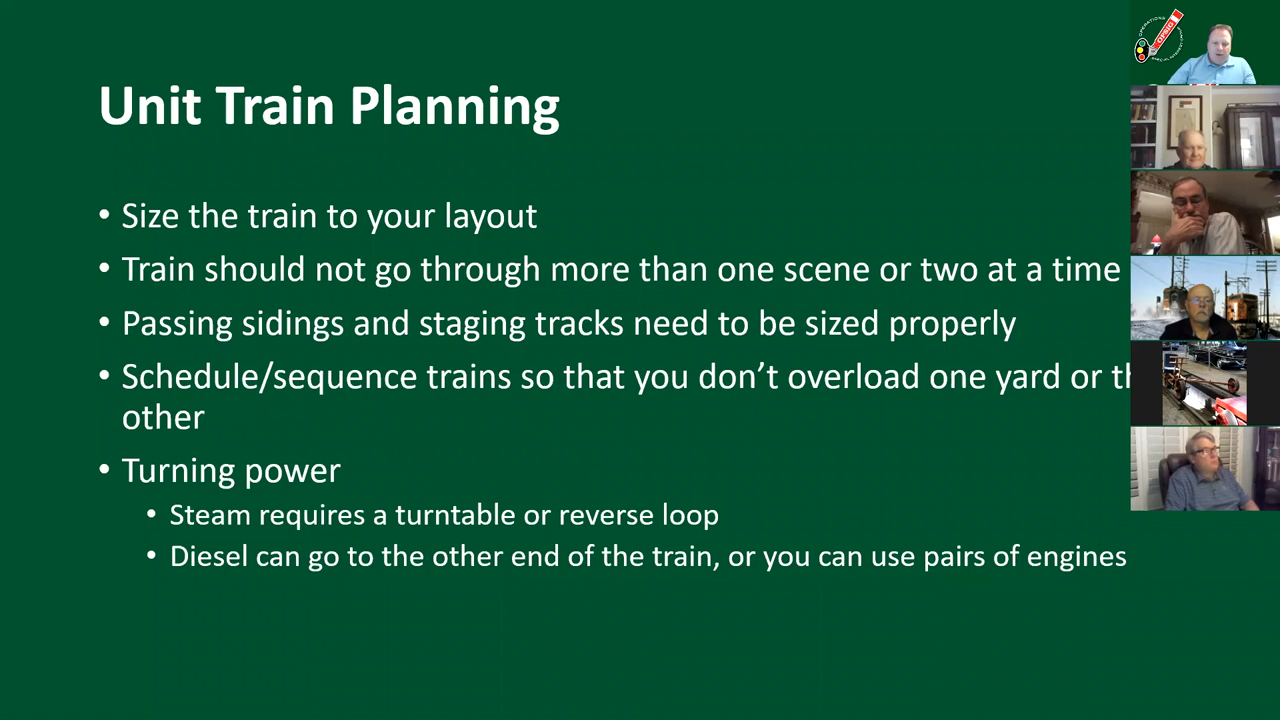 Unit Train Planning
• Size the train to your layout
• Train should not go through more than one scene or two at a time
• Passing sidings and staging tracks need to be sized properly
• Schedule/sequence trains so that you don’t overload one yard or
other
• Turning power
• Steam requires a turntable or reverse loop
• Diesel can go to the other end of the train, or you can use pairs of engines
OPERATIONS
OPSIG